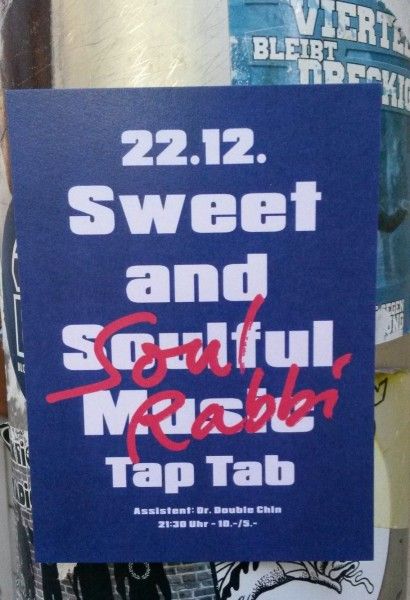 VIERTEL
BLEIBT
DRECKIG
22.12.
Sweet
and
Soulful
Music
Soul
Rabbi
Tap Tab
Assistent: Dr. Double Chin
21:30 Uhr - 10.-/5.-